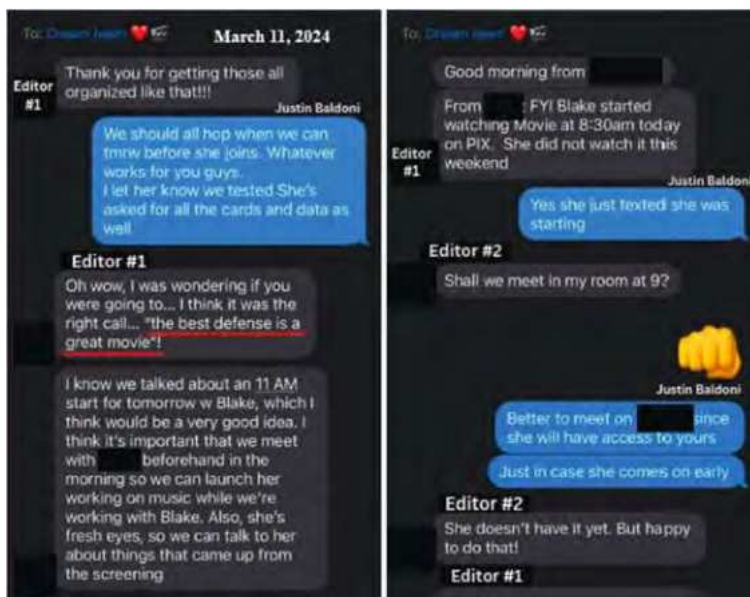 To: Dream team ❤️🎬
March 11, 2024
Editor
#1
Thank you for getting those all
organized like that!!!
Justin Baldoni
We should all hop when we can
tmrw before she joins. Whatever
works for you guys.
I let her know we tested She's
asked for all the cards and data as
well
Editor #1
Oh wow, I was wondering if you
were going to... I think it was the
right call... "the best defense is a
great movie"!
I know we talked about an 11 AM
start for tomorrow w Blake, which I
think would be a very good idea. I
think it's important that we meet
with beforehand in the
morning so we can launch her
working on music while we're
working with Blake. Also, she's
fresh eyes, so we can talk to her
about things that came up from
the screening
To: Dream team ❤️🎬
Good morning from
Editor
#1
From : FYI Blake started
watching Movie at 8:30am today
on PIX. She did not watch it this
weekend
Justin Baldoni
Yes she just texted she was
starting
Editor #2
Shall we meet in my room at 9?
👊
Justin Baldoni
Better to meet on since
she will have access to yours
Just in case she comes on early
Editor #2
She doesn't have it yet. But happy
to do that!
Editor #1